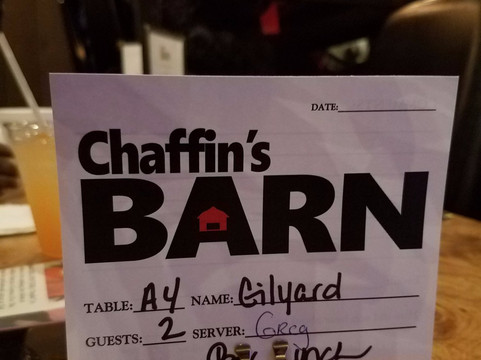 DATE:
Chaffin's
BARN
TABLE: A4 NAME: Gilyard
GUESTS: 2 SERVER: Greg